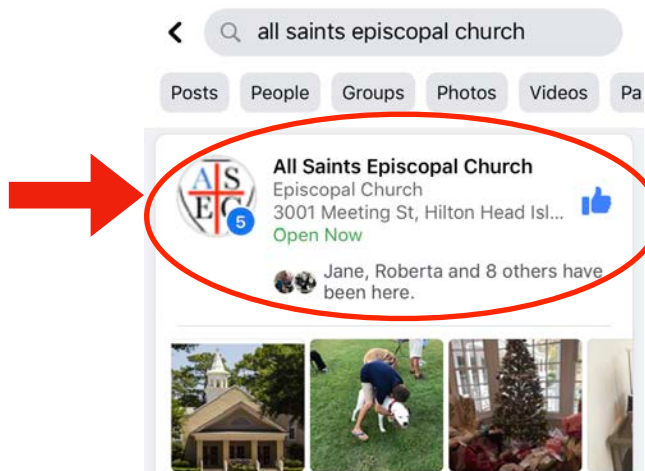 all saints episcopal church
Posts People Groups Photos Videos Pa
All Saints Episcopal Church
Episcopal Church
3001 Meeting St, Hilton Head Isl...
Open Now
A S
E C
5
Jane, Roberta and 8 others have
been here.